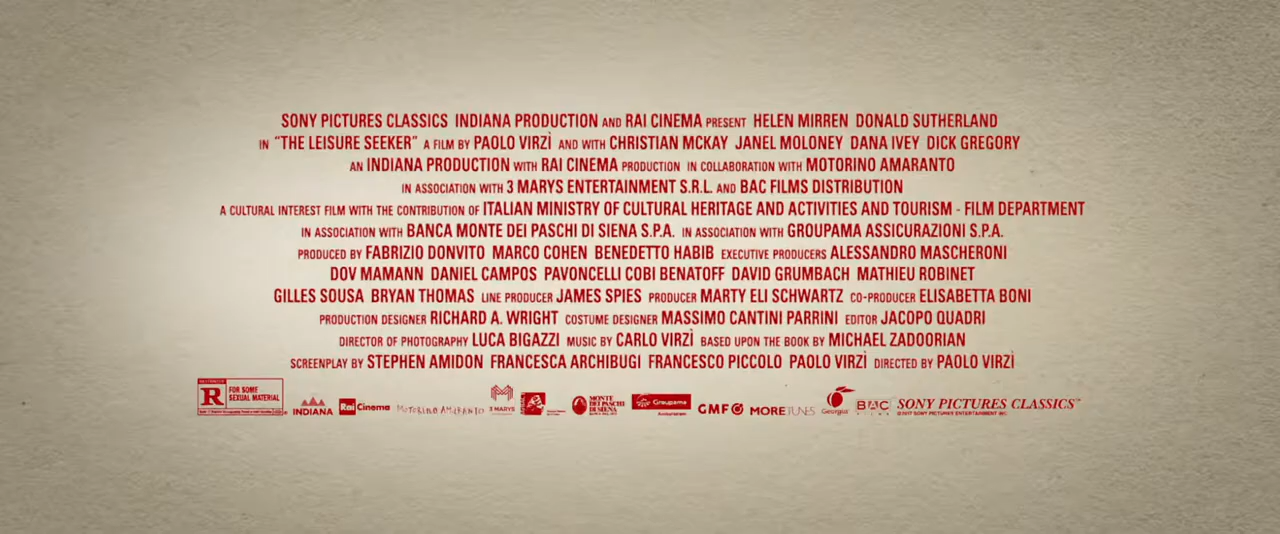 SONY PICTURES CLASSICS INDIANA PRODUCTION AND RAI CINEMA PRESENT HELEN MIRREN DONALD SUTHERLAND
IN "THE LEISURE SEEKER" A FILM BY PAOLO VIRZÌ AND WITH CHRISTIAN MCKAY JANEL MOLONEY DANA IVEY DICK GREGORY
AN INDIANA PRODUCTION WITH RAI CINEMA PRODUCTION IN COLLABORATION WITH MOTORINO AMARANTO
IN ASSOCIATION WITH 3 MARYS ENTERTAINMENT S.R.L. AND BAC FILMS DISTRIBUTION
A CULTURAL INTEREST FILM WITH THE CONTRIBUTION OF ITALIAN MINISTRY OF CULTURAL HERITAGE AND ACTIVITIES AND TOURISM - FILM DEPARTMENT
IN ASSOCIATION WITH BANCA MONTE DEI PASCHI DI SIENA S.P.A. IN ASSOCIATION WITH GROUPAMA ASSICURAZIONI S.P.A.
PRODUCED BY FABRIZIO DONVITO MARCO COHEN BENEDETTO HABIB EXECUTIVE PRODUCERS ALESSANDRO MASCHERONI
DOV MAMANN DANIEL CAMPOS PAVONCELLI COBI BENATOFF DAVID GRUMBACH MATHIEU ROBINET
GILLES SOUSA BRYAN THOMAS LINE PRODUCER JAMES SPIES PRODUCER MARTY ELI SCHWARTZ CO-PRODUCER ELISABETTA BONI
PRODUCTION DESIGNER RICHARD A. WRIGHT COSTUME DESIGNER MASSIMO CANTINI PARRINI EDITOR JACOPO QUADRI
DIRECTOR OF PHOTOGRAPHY LUCA BIGAZZI MUSIC BY CARLO VIRZÌ BASED UPON THE BOOK BY MICHAEL ZADOORIAN
SCREENPLAY BY STEPHEN AMIDON FRANCESCA ARCHIBUGI FRANCESCO PICCOLO PAOLO VIRZÌ DIRECTED BY PAOLO VIRZÌ
R FOR SOME SEXUAL MATERIAL
INDIANA
Rai Cinema
MOTORINO AMARANTO
3 MARYS
MONTE DEI PASCHI DI SIENA
Groupama
GMF
MORETUNES
Georgia
BAC FILMS
SONY PICTURES CLASSICS™